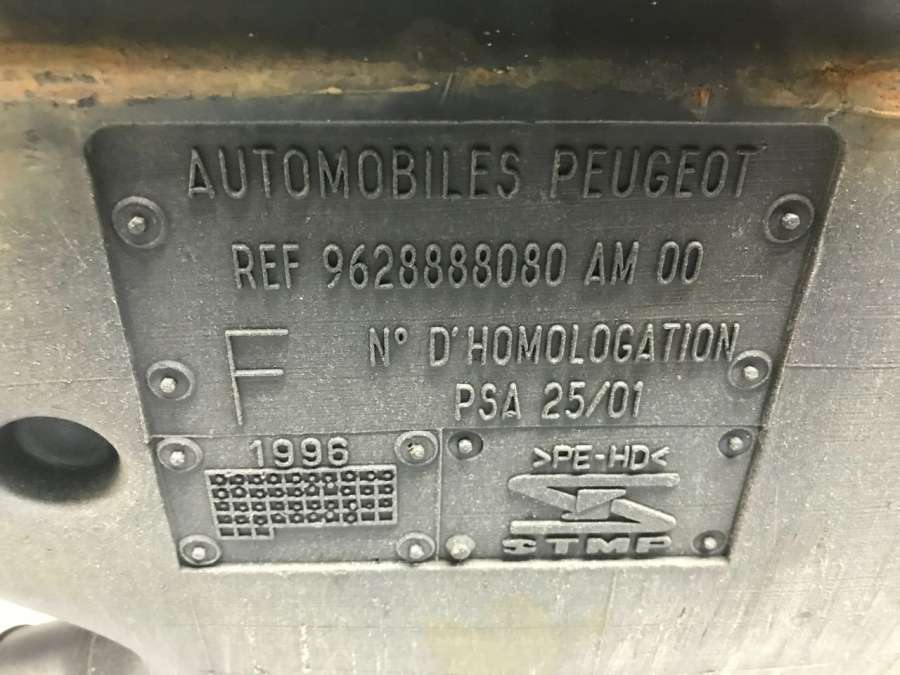 AUTOMOBILES PEUGEOT
REF 9628888080 AM 00
F
N° D'HOMOLOGATION
PSA 25/01
1996
>PE-HD<
STMP